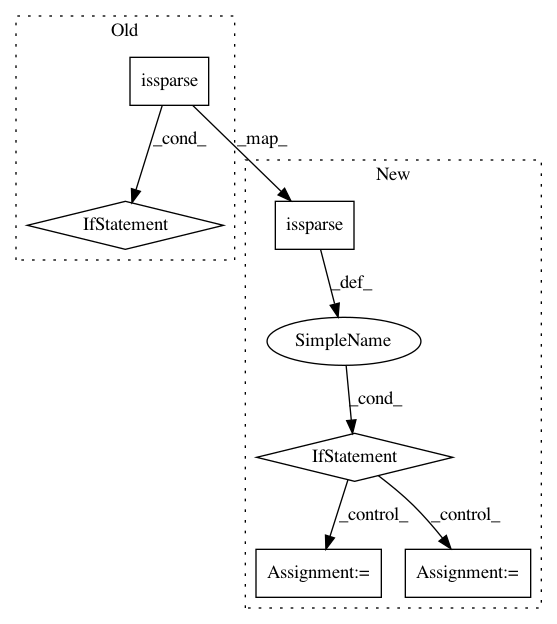 Old
issparse
_cond_
_map_
New
IfStatement
issparse
_def_
SimpleName
_cond_
IfStatement
_control_
_control_
Assignment:=
Assignment:=